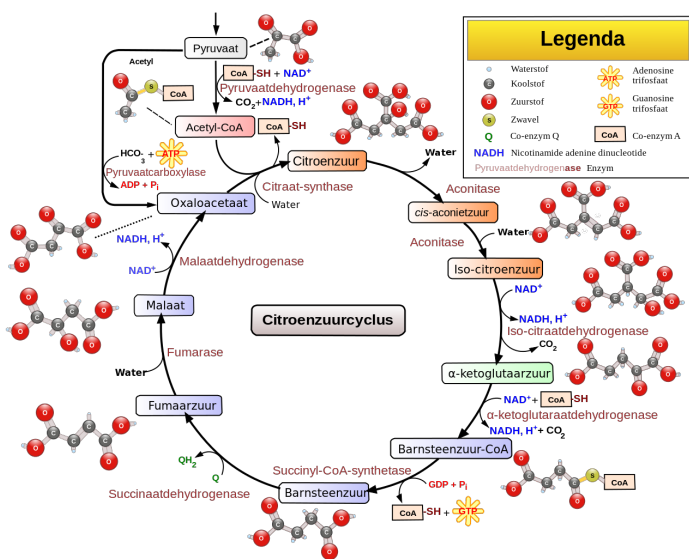 Legenda
Waterstof
Koolstof
Zuurstof
S Zwavel
Q Co-enzym Q
ATP Adenosine
trifosfaat
GTP Guanosine
trifosfaat
CoA Co-enzym A
NADH Nicotinamide adenine dinucleotide
Pyruvaatdehydrogenase Enzym
Pyruvaat
Acetyl
S CoA
CoA-SH + NAD+
Pyruvaatdehydrogenase
CO2+NADH, H+
Acetyl-CoA
CoA-SH
HCO3- + ATP
Pyruvaatcarboxylase
ADP + Pi
Citroenzuur
Citraat-synthase
Water
Water
Aconitase
cis-aconietzuur
Aconitase
Water
Iso-citroenzuur
NAD+
NADH, H+
Iso-citraatdehydrogenase
CO2
α-ketoglutaarzuur
NAD+ + CoA-SH
α-ketoglutaraatdehydrogenase
NADH, H+ + CO2
Barnsteenzuur-CoA
S CoA
Succinyl-CoA-synthetase
GDP + Pi
CoA-SH + GTP
Barnsteenzuur
QH2
Q
Succinaatdehydrogenase
Fumaarzuur
Water
Fumarase
Malaat
NAD+
NADH, H+
Malaatdehydrogenase
Oxaloacetaat
Citroenzuurcyclus